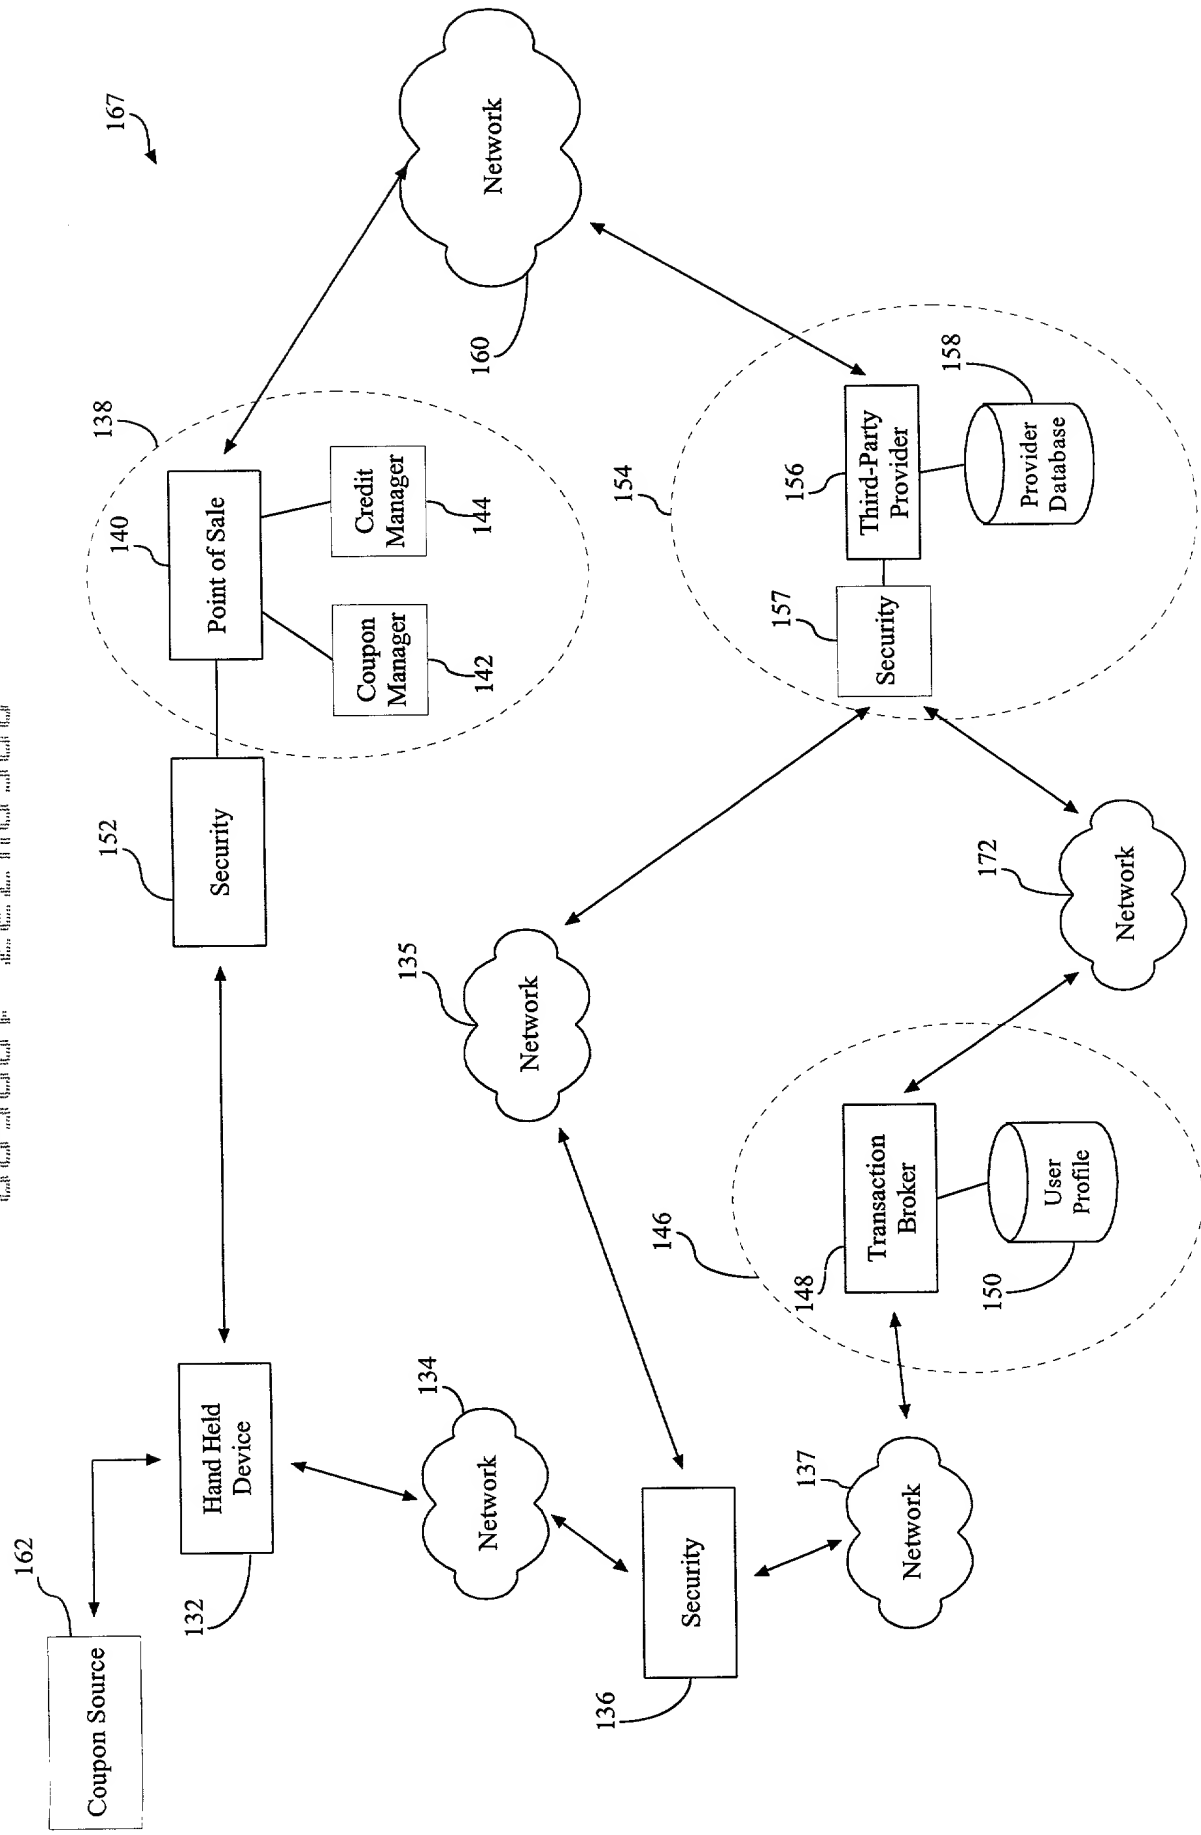 162
Coupon Source
132
Hand Held
Device
152
Security
138
140
Point of Sale
Coupon
Manager
142
Credit
Manager
144
167
134
Network
135
Network
160
Network
136
Security
137
Network
146
148
Transaction
Broker
150
User
Profile
172
Network
154
157
Security
156
Third-Party
Provider
158
Provider
Database